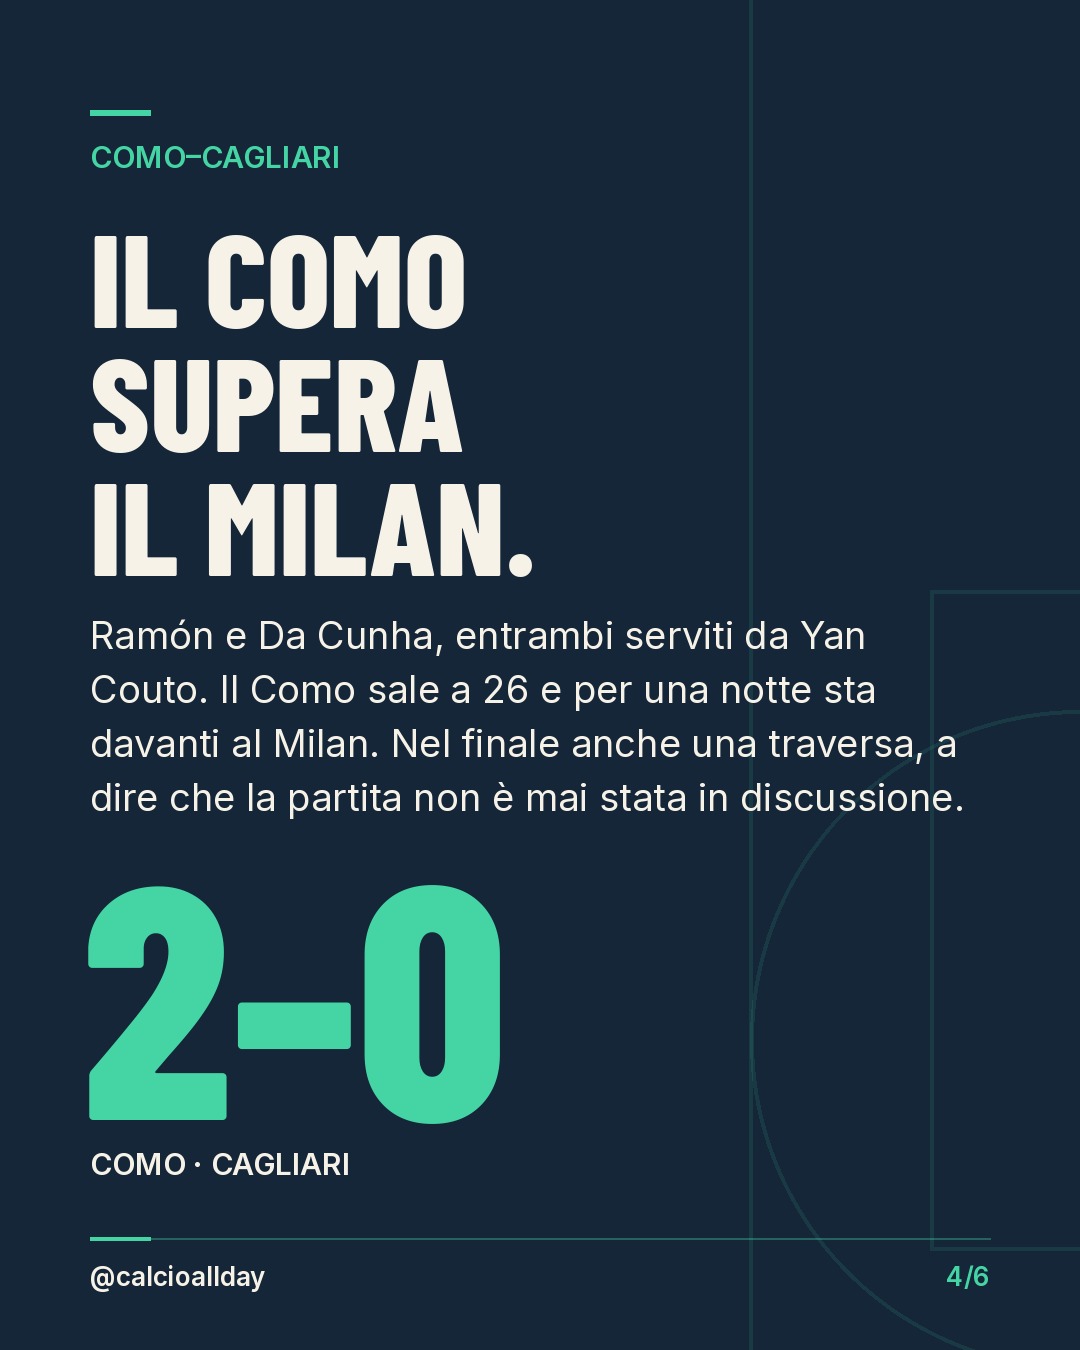 COMO–CAGLIARI
IL COMO
SUPERA
IL MILAN.
Ramón e Da Cunha, entrambi serviti da Yan
Couto. Il Como sale a 26 e per una notte sta
davanti al Milan. Nel finale anche una traversa, a
dire che la partita non è mai stata in discussione.
2–0
COMO · CAGLIARI
@calcioallday
4/6